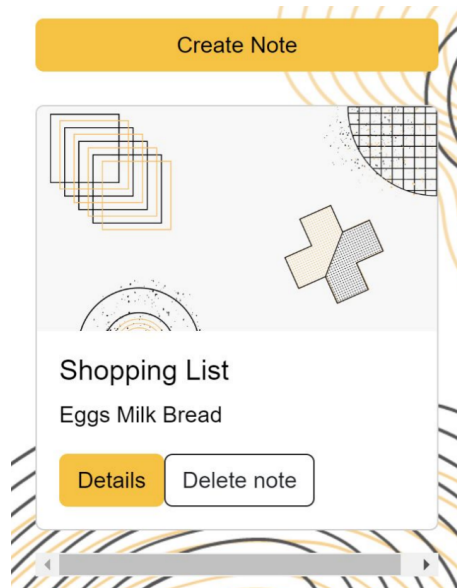 Create Note
Shopping List
Eggs Milk Bread
Details
Delete note